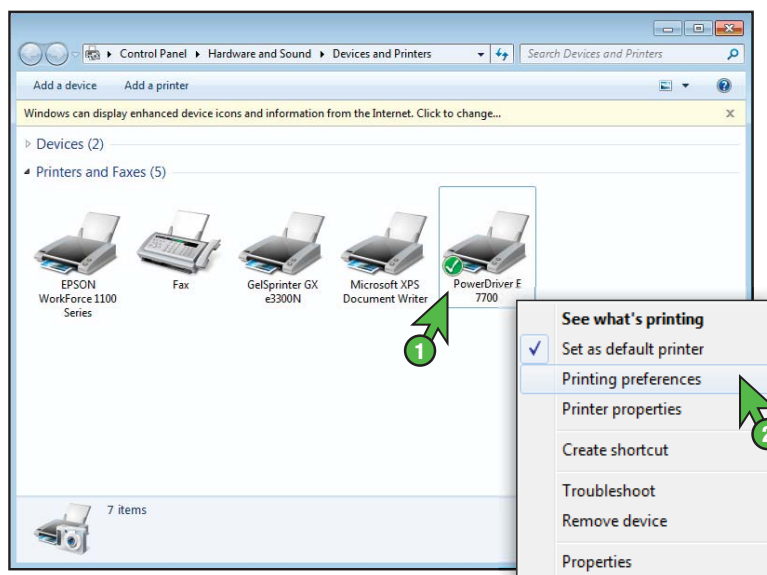 Control Panel ▸ Hardware and Sound ▸ Devices and Printers
Search Devices and Printers
Add a device Add a printer
Windows can display enhanced device icons and information from the Internet. Click to change...
x
Devices (2)
Printers and Faxes (5)
EPSON
WorkForce 1100
Series
Fax
GelSprinter GX
e3300N
Microsoft XPS
Document Writer
PowerDriver E
7700
1
See what's printing
Set as default printer
Printing preferences
2
Printer properties
Create shortcut
Troubleshoot
Remove device
Properties
7 items